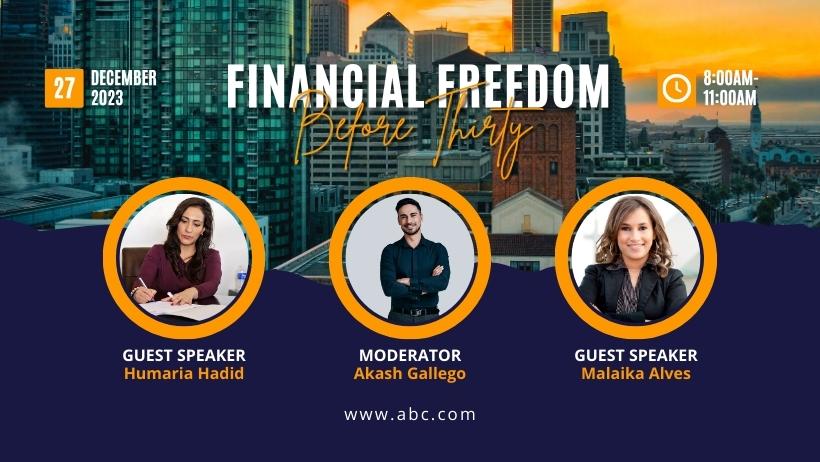 27
DECEMBER
2023
FINANCIAL FREEDOM
Before Thirty
8:00AM-
11:00AM
GUEST SPEAKER
Humaria Hadid
MODERATOR
Akash Gallego
GUEST SPEAKER
Malaika Alves
www.abc.com